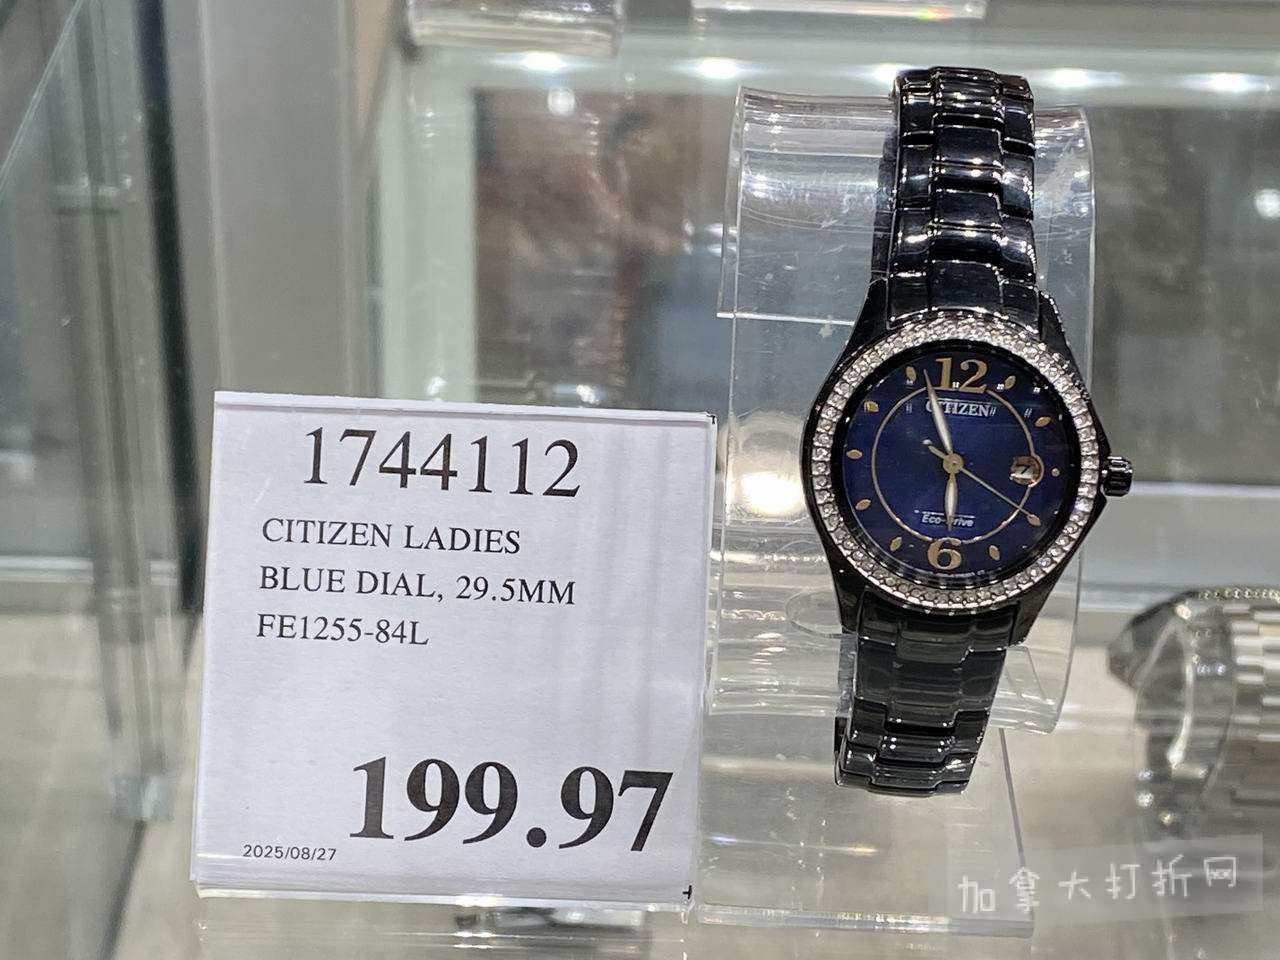 1744112
CITIZEN LADIES
BLUE DIAL, 29.5MM
FE1255-84L
199.97
2025/08/27
12
CITIZEN
7
Eco-Drive
6
加拿大打折网